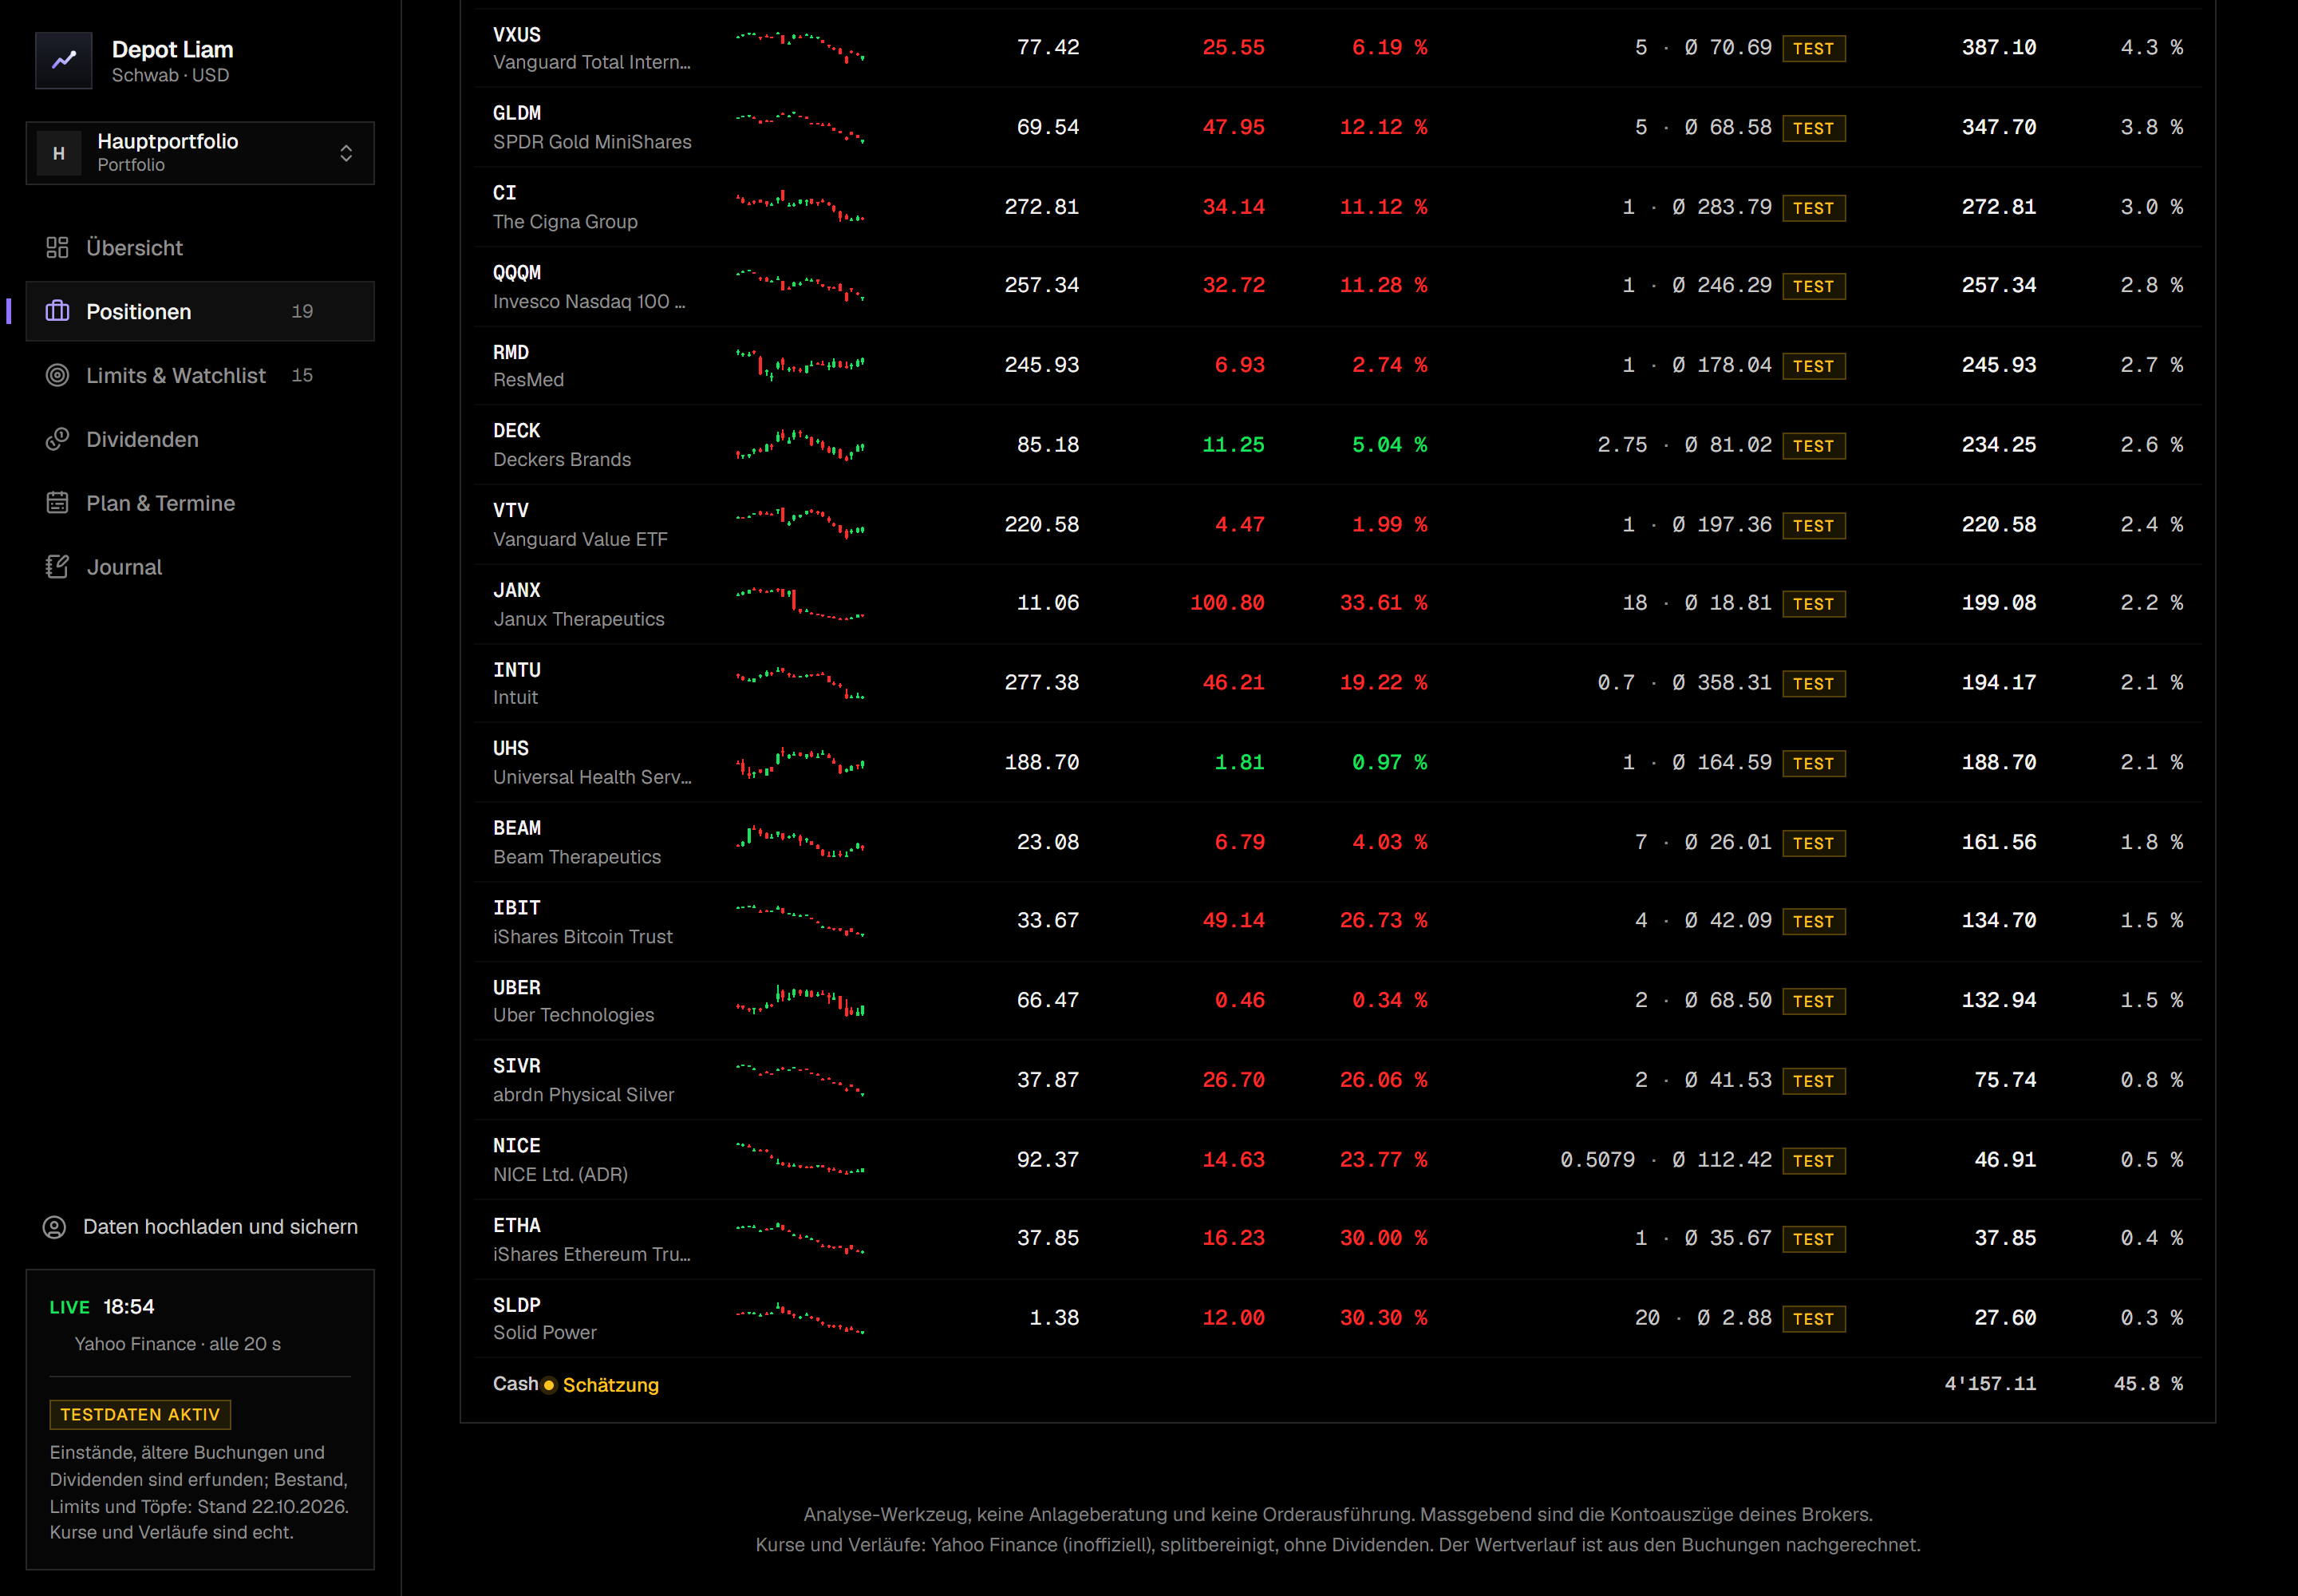 Depot Liam
Schwab · USD
H
Hauptportfolio
Portfolio
Übersicht
Positionen 19
Limits & Watchlist 15
Dividenden
Plan & Termine
Journal
Daten hochladen und sichern
LIVE 18:54
Yahoo Finance · alle 20 s
TESTDATEN AKTIV
Einstände, ältere Buchungen und
Dividenden sind erfunden; Bestand,
Limits und Töpfe: Stand 22.10.2026.
Kurse und Verläufe sind echt.
VXUS 77.42 25.55 6.19 % 5 · Ø 70.69 TEST 387.10 4.3 %
Vanguard Total Intern…
GLDM 69.54 47.95 12.12 % 5 · Ø 68.58 TEST 347.70 3.8 %
SPDR Gold MiniShares
CI 272.81 34.14 11.12 % 1 · Ø 283.79 TEST 272.81 3.0 %
The Cigna Group
QQQM 257.34 32.72 11.28 % 1 · Ø 246.29 TEST 257.34 2.8 %
Invesco Nasdaq 100 …
RMD 245.93 6.93 2.74 % 1 · Ø 178.04 TEST 245.93 2.7 %
ResMed
DECK 85.18 11.25 5.04 % 2.75 · Ø 81.02 TEST 234.25 2.6 %
Deckers Brands
VTV 220.58 4.47 1.99 % 1 · Ø 197.36 TEST 220.58 2.4 %
Vanguard Value ETF
JANX 11.06 100.80 33.61 % 18 · Ø 18.81 TEST 199.08 2.2 %
Janux Therapeutics
INTU 277.38 46.21 19.22 % 0.7 · Ø 358.31 TEST 194.17 2.1 %
Intuit
UHS 188.70 1.81 0.97 % 1 · Ø 164.59 TEST 188.70 2.1 %
Universal Health Serv…
BEAM 23.08 6.79 4.03 % 7 · Ø 26.01 TEST 161.56 1.8 %
Beam Therapeutics
IBIT 33.67 49.14 26.73 % 4 · Ø 42.09 TEST 134.70 1.5 %
iShares Bitcoin Trust
UBER 66.47 0.46 0.34 % 2 · Ø 68.50 TEST 132.94 1.5 %
Uber Technologies
SIVR 37.87 26.70 26.06 % 2 · Ø 41.53 TEST 75.74 0.8 %
abrdn Physical Silver
NICE 92.37 14.63 23.77 % 0.5079 · Ø 112.42 TEST 46.91 0.5 %
NICE Ltd. (ADR)
ETHA 37.85 16.23 30.00 % 1 · Ø 35.67 TEST 37.85 0.4 %
iShares Ethereum Tru…
SLDP 1.38 12.00 30.30 % 20 · Ø 2.88 TEST 27.60 0.3 %
Solid Power
Cash Schätzung 4'157.11 45.8 %
Analyse-Werkzeug, keine Anlageberatung und keine Orderausführung. Massgebend sind die Kontoauszüge deines Brokers.
Kurse und Verläufe: Yahoo Finance (inoffiziell), splitbereinigt, ohne Dividenden. Der Wertverlauf ist aus den Buchungen nachgerechnet.